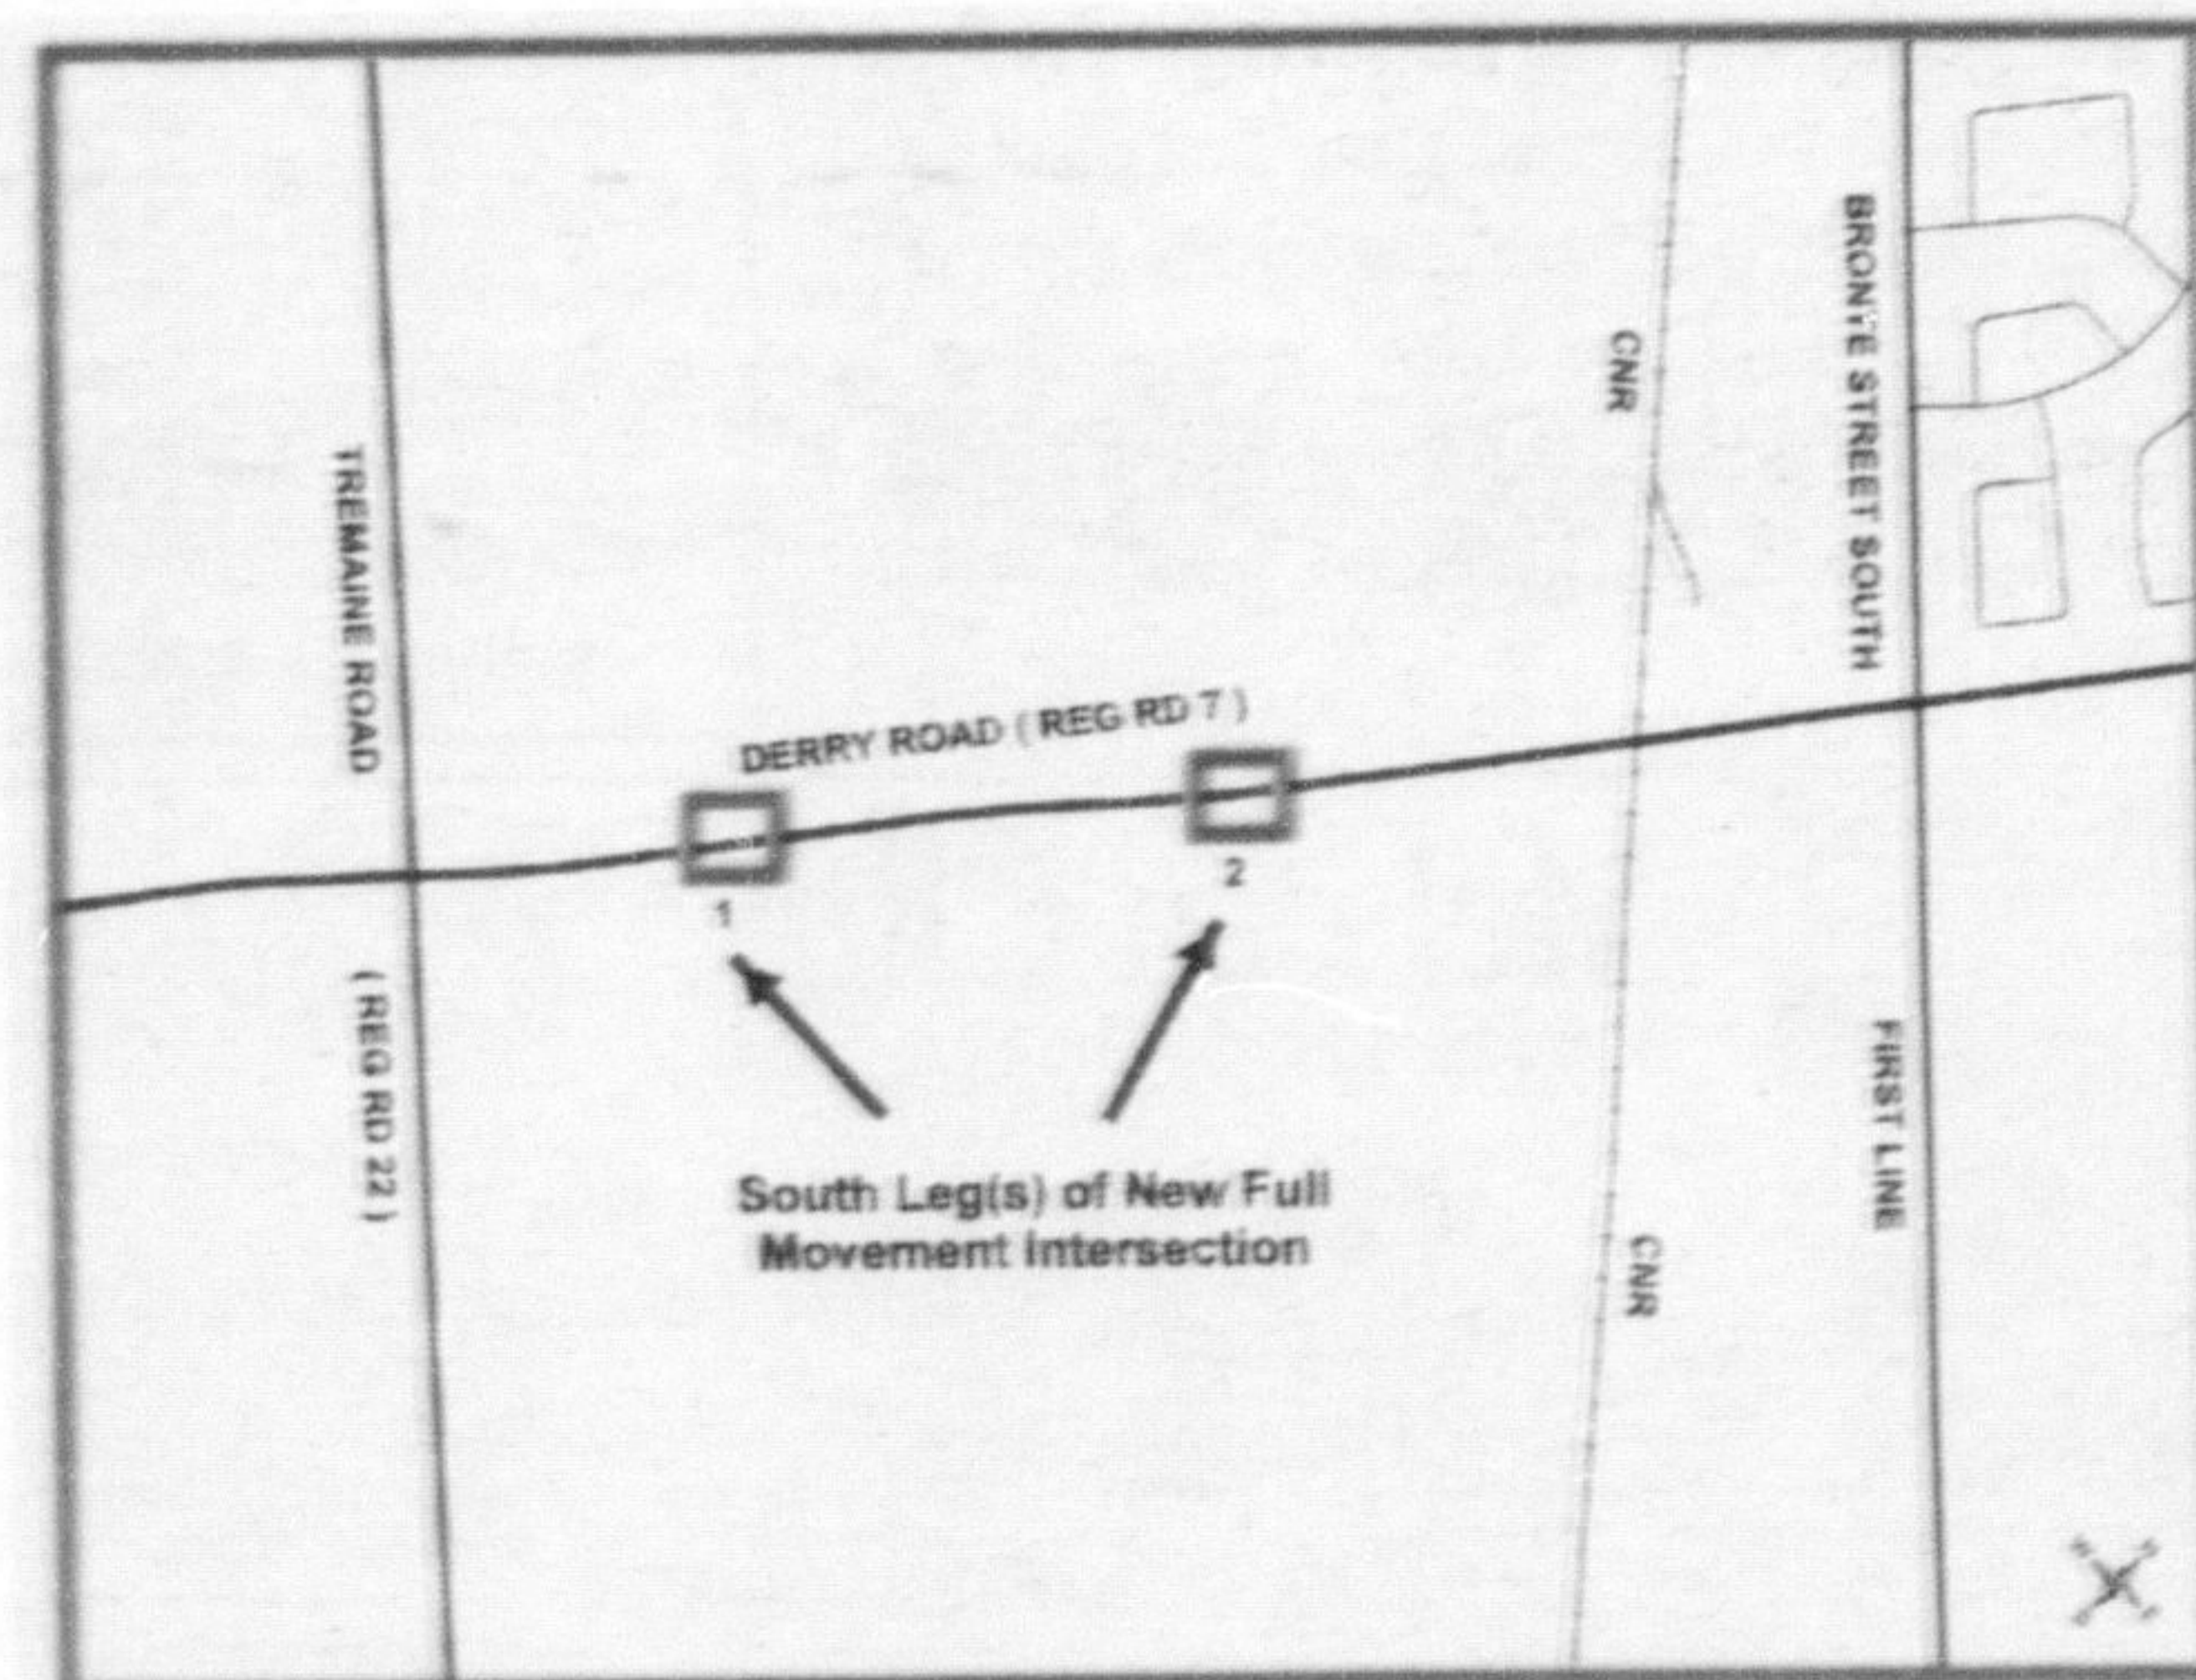 TREMAINE ROAD
( REG RD 22 )
DERRY ROAD ( REG RD 7 )
1
2
South Leg(s) of New Full
Movement Intersection
CNR
CNR
BRONTE STREET SOUTH
FIRST LINE